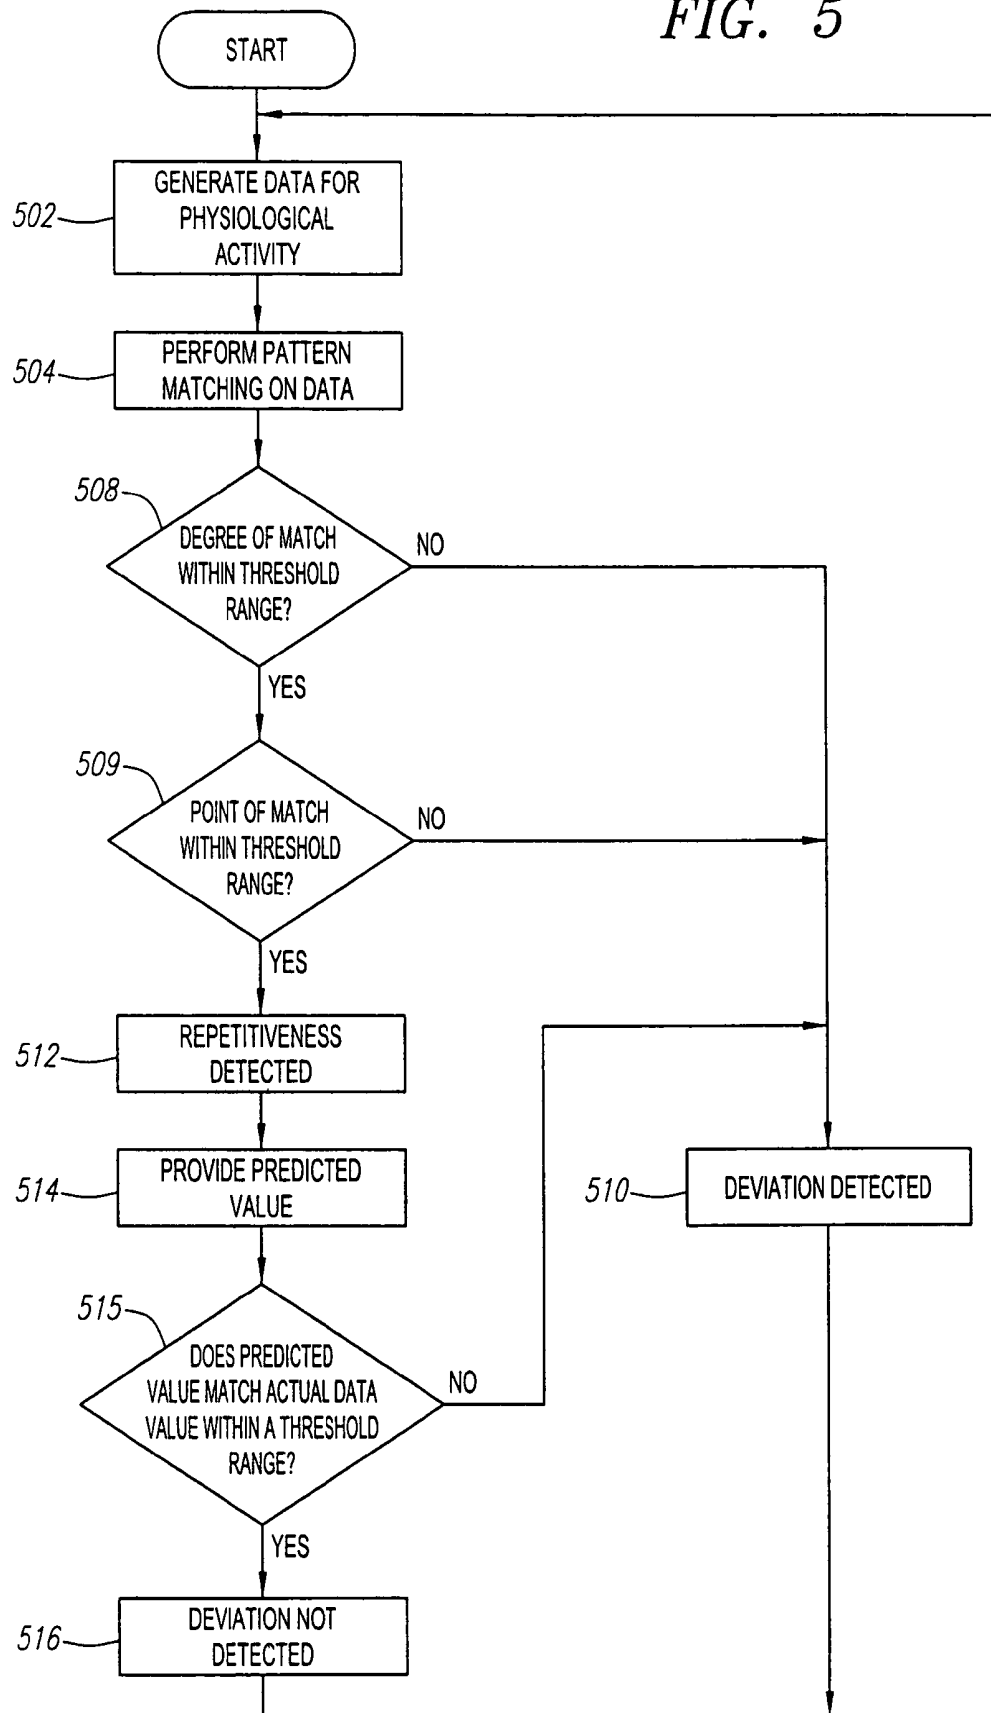 FIG. 5
START
502
GENERATE DATA FOR
PHYSIOLOGICAL
ACTIVITY
504
PERFORM PATTERN
MATCHING ON DATA
508
DEGREE OF MATCH
WITHIN THRESHOLD
RANGE?
NO
YES
509
POINT OF MATCH
WITHIN THRESHOLD
RANGE?
NO
YES
512
REPETITIVENESS
DETECTED
514
PROVIDE PREDICTED
VALUE
510
DEVIATION DETECTED
515
DOES PREDICTED
VALUE MATCH ACTUAL DATA
VALUE WITHIN A THRESHOLD
RANGE?
NO
YES
516
DEVIATION NOT
DETECTED